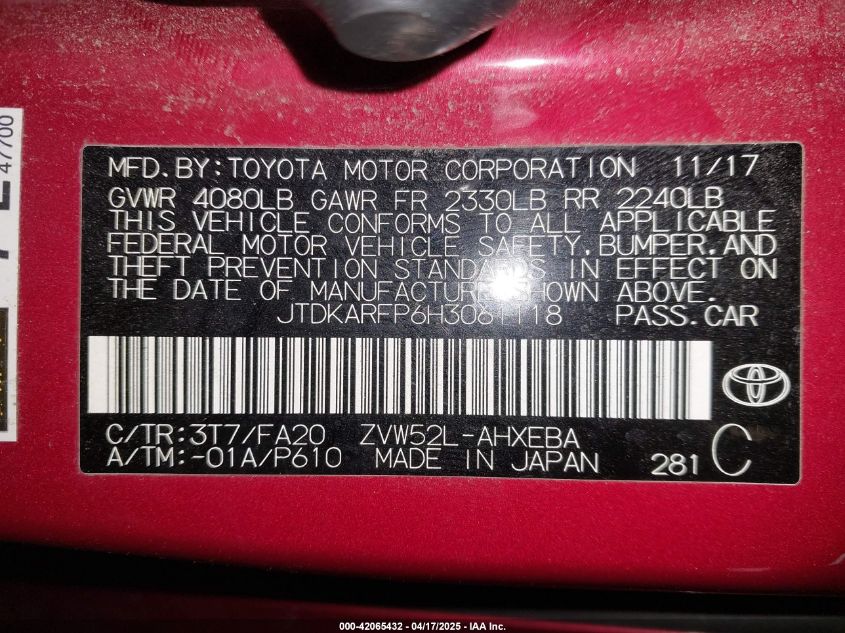 MFD.BY:TOYOTA MOTOR CORPORATION 11/17
GVWR 4080LB GAWR FR 2330LB RR 2240LB
THIS VEHICLE CONFORMS TO ALL APPLICABLE
FEDERAL MOTOR VEHICLE SAFETY,BUMPER,AND
THEFT PREVENTION STANDARDS IN EFFECT ON
THE DATE OF MANUFACTURE SHOWN ABOVE.
JTDKARFP6H3061118 PASS.CAR
C/TR:3T7/FA20 ZVW52L-AHXEBA
A/TM:-01A/P610 MADE IN JAPAN 281 C
47700
000-42065432 - 04/17/2025 - IAA Inc.